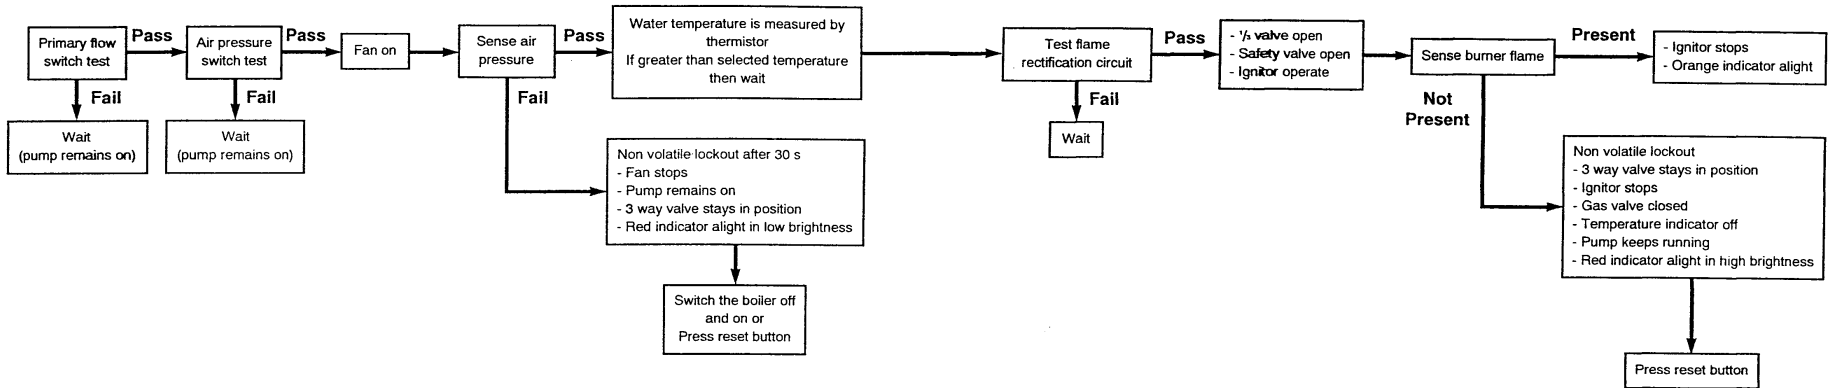 Primary flow
switch test
Pass
Fail
Wait
(pump remains on)
Air pressure
switch test
Pass
Fail
Wait
(pump remains on)
Fan on
Sense air
pressure
Pass
Fail
Water temperature is measured by
thermistor
If greater than selected temperature
then wait
Non volatile lockout after 30 s
- Fan stops
- Pump remains on
- 3 way valve stays in position
- Red indicator alight in low brightness
Switch the boiler off
and on or
Press reset button
Test flame
rectification circuit
Pass
Fail
Wait
- ⅓ valve open
- Safety valve open
- Ignitor operate
Sense burner flame
Present
Not
Present
- Ignitor stops
- Orange indicator alight
Non volatile lockout
- 3 way valve stays in position
- Ignitor stops
- Gas valve closed
- Temperature indicator off
- Pump keeps running
- Red indicator alight in high brightness
Press reset button